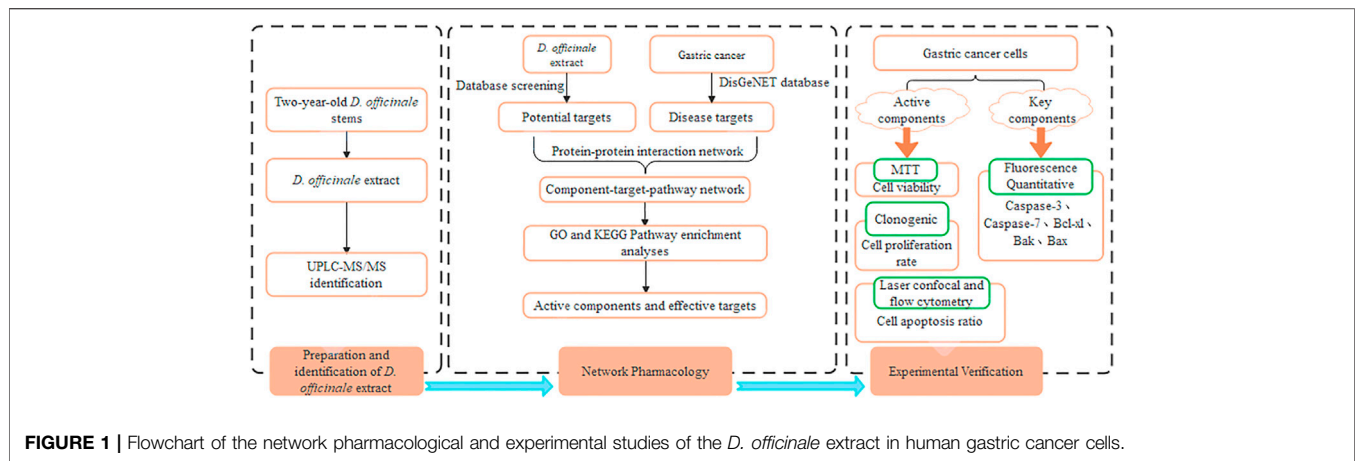 Two-year-old D. officinale
stems
D. officinale extract
UPLC-MS/MS
identification
Preparation and
identification of D.
officinale extract
D. officinale
extract
Gastric cancer
Database screening
DisGeNET database
Potential targets
Disease targets
Protein-protein interaction network
Component-target-pathway network
GO and KEGG Pathway enrichment
analyses
Active components and effective targets
Network Pharmacology
Gastric cancer cells
Active
components
Key
components
MTT
Cell viability
Clonogenic
Cell proliferation
rate
Laser confocal and
flow cytometry
Cell apoptosis ratio
Fluorescence
Quantitative
Caspase-3、
Caspase-7、Bcl-xl、
Bak、Bax
Experimental Verification
FIGURE 1 | Flowchart of the network pharmacological and experimental studies of the D. officinale extract in human gastric cancer cells.